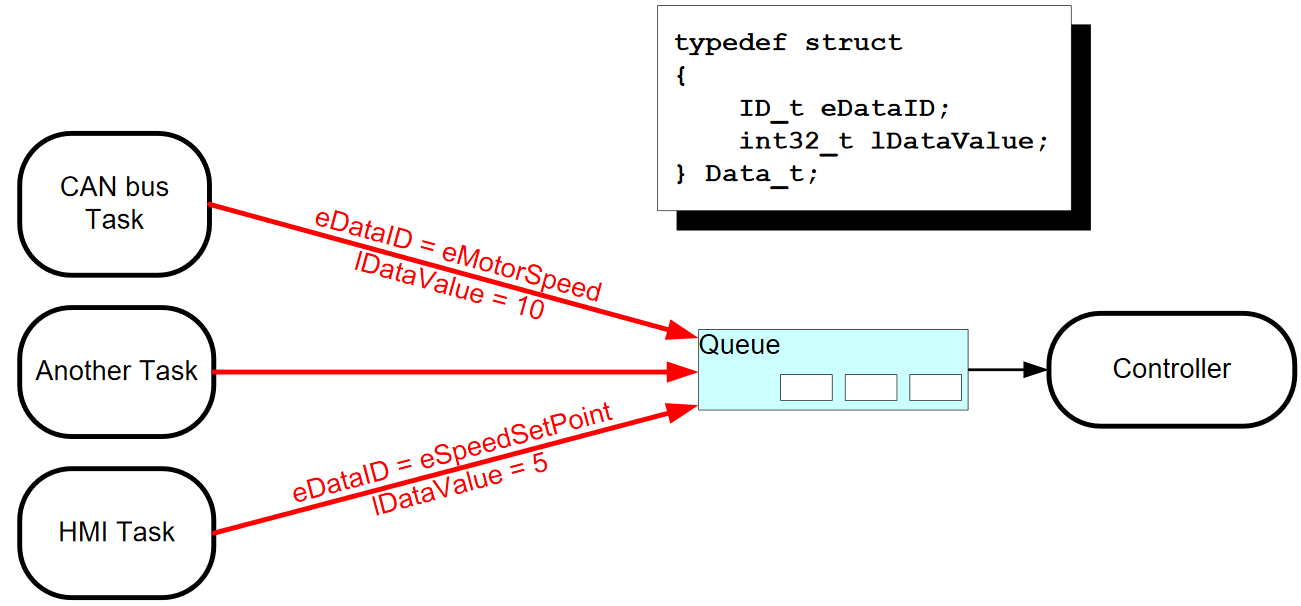 typedef struct
{
ID_t eDataID;
int32_t lDataValue;
} Data_t;
CAN bus
Task
eDataID = eMotorSpeed
lDataValue = 10
Another Task
Queue
Controller
HMI Task
eDataID = eSpeedSetPoint
lDataValue = 5